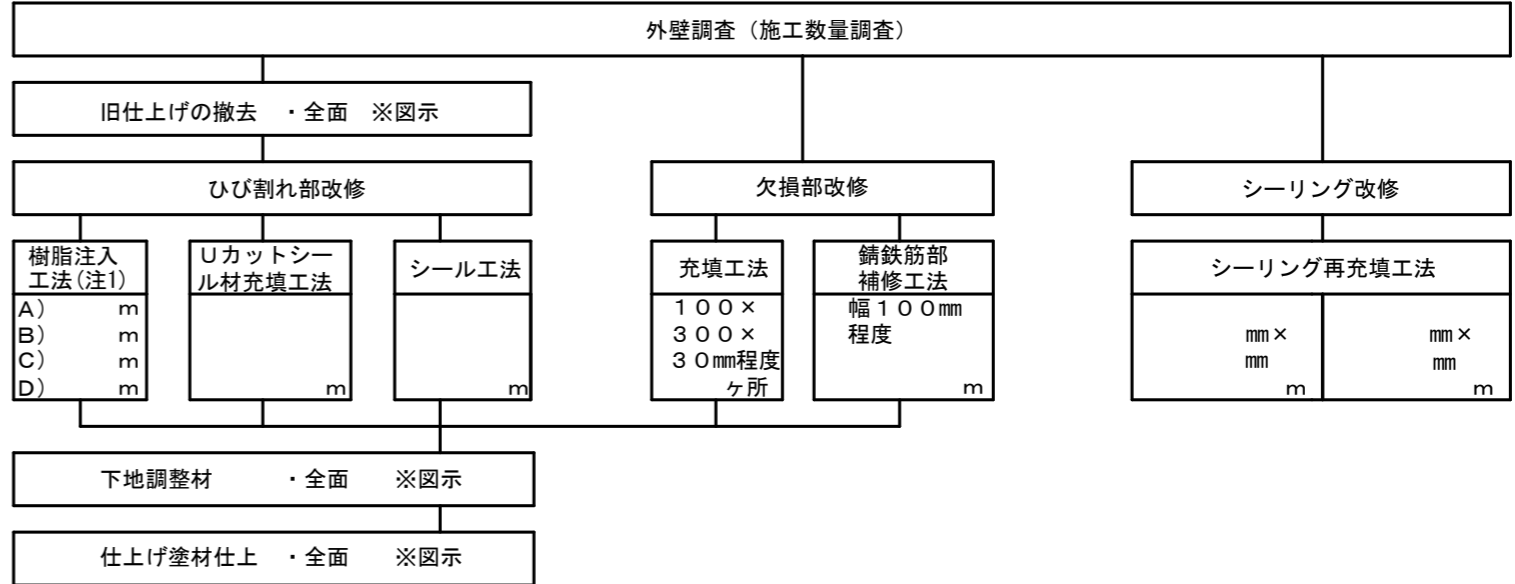 外壁調査（施工数量調査）
旧仕上げの撤去　・全面　※図示
ひび割れ部改修
欠損部改修
シーリング改修
樹脂注入
工法(注1)
A）　m
B）　m
C）　m
D）　m
Ｕカットシー
ル材充填工法
m
シール工法
m
充填工法
１００×
３００×
３０㎜程度
ヶ所
錆鉄筋部
補修工法
幅１００㎜
程度
m
シーリング再充填工法
㎜×
㎜
m
㎜×
㎜
m
下地調整材　・全面　※図示
仕上げ塗材仕上　・全面　※図示